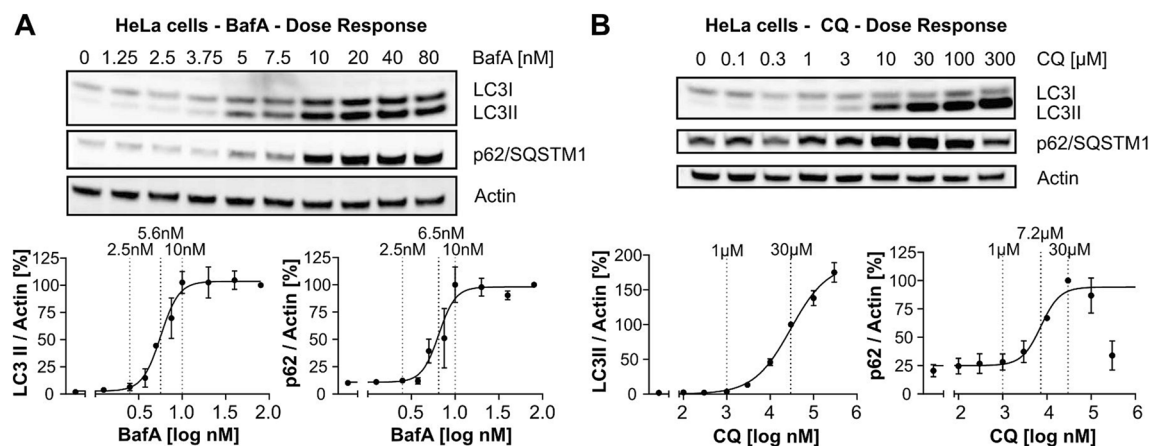 A
HeLa cells - BafA - Dose Response
0 1.25 2.5 3.75 5 7.5 10 20 40 80 BafA [nM]
LC3I
LC3II
p62/SQSTM1
Actin
5.6nM
2.5nM 10nM
LC3 II / Actin [%]
125
100
75
50
25
0
0.5 1.0 1.5 2.0
BafA [log nM]
6.5nM
2.5nM 10nM
p62 / Actin [%]
125
100
75
50
25
0
0.5 1.0 1.5 2.0
BafA [log nM]
B
HeLa cells - CQ - Dose Response
0 0.1 0.3 1 3 10 30 100 300 CQ [µM]
LC3I
LC3II
p62/SQSTM1
Actin
1µM 30µM
LC3II / Actin [%]
200
150
100
50
0
2 3 4 5 6
CQ [log nM]
7.2µM
1µM 30µM
p62 / Actin [%]
125
100
75
50
25
0
2 3 4 5 6
CQ [log nM]